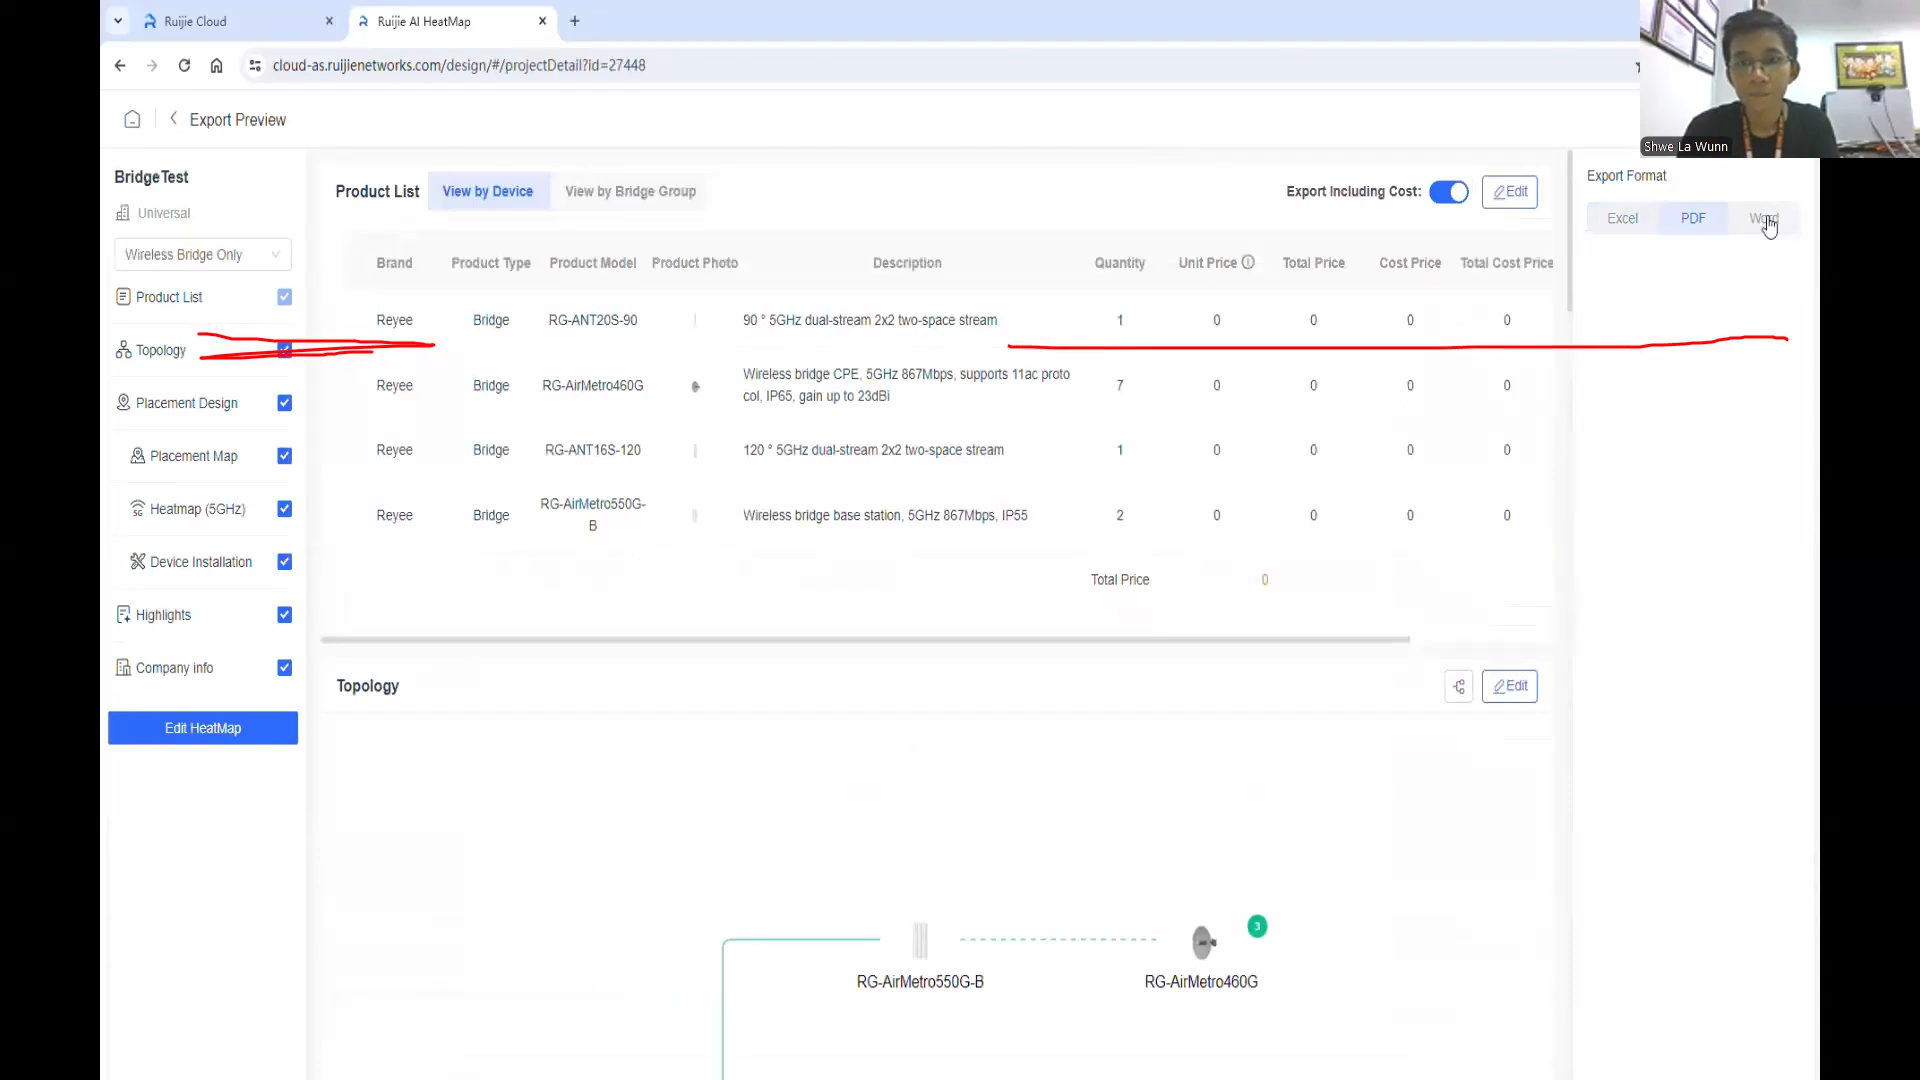 Ruijie Cloud
Ruijie AI HeatMap
cloud-as.ruijienetworks.com/design/#/projectDetail?id=27448
Export Preview
Shwe La Wunn
BridgeTest
Universal
Wireless Bridge Only
Product List
Topology
Placement Design
Placement Map
Heatmap (5GHz)
Device Installation
Highlights
Company info
Edit HeatMap
Product List View by Device View by Bridge Group Export Including Cost: Edit
Brand Product Type Product Model Product Photo Description Quantity Unit Price Total Price Cost Price Total Cost Price
Reyee Bridge RG-ANT20S-90 90 ° 5GHz dual-stream 2x2 two-space stream 1 0 0 0 0
Reyee Bridge RG-AirMetro460G Wireless bridge CPE, 5GHz 867Mbps, supports 11ac proto
col, IP65, gain up to 23dBi 7 0 0 0 0
Reyee Bridge RG-ANT16S-120 120 ° 5GHz dual-stream 2x2 two-space stream 1 0 0 0 0
Reyee Bridge RG-AirMetro550G-
B Wireless bridge base station, 5GHz 867Mbps, IP55 2 0 0 0 0
Total Price 0
Topology Edit
3
RG-AirMetro550G-B RG-AirMetro460G
Export Format
Excel PDF Word